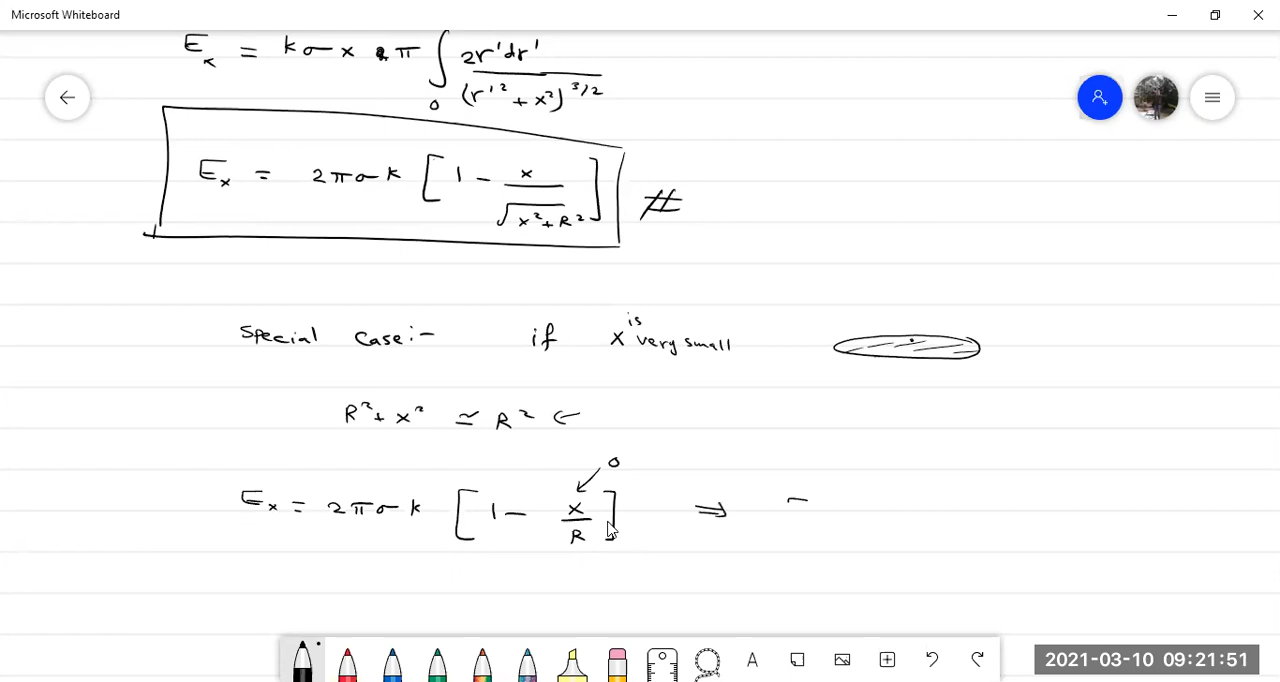 Microsoft Whiteboard
Eₓ = kσx π ∫₀ 2r'dr' / (r'² + x²)^3/2
Eₓ = 2πσk [1 - x / √(x²+R²)] #
Special Case:- if x is very small
R² + x² ≃ R² ←
0
Eₓ = 2πσk [1 - x/R] ⇒
A
2021-03-10 09:21:51